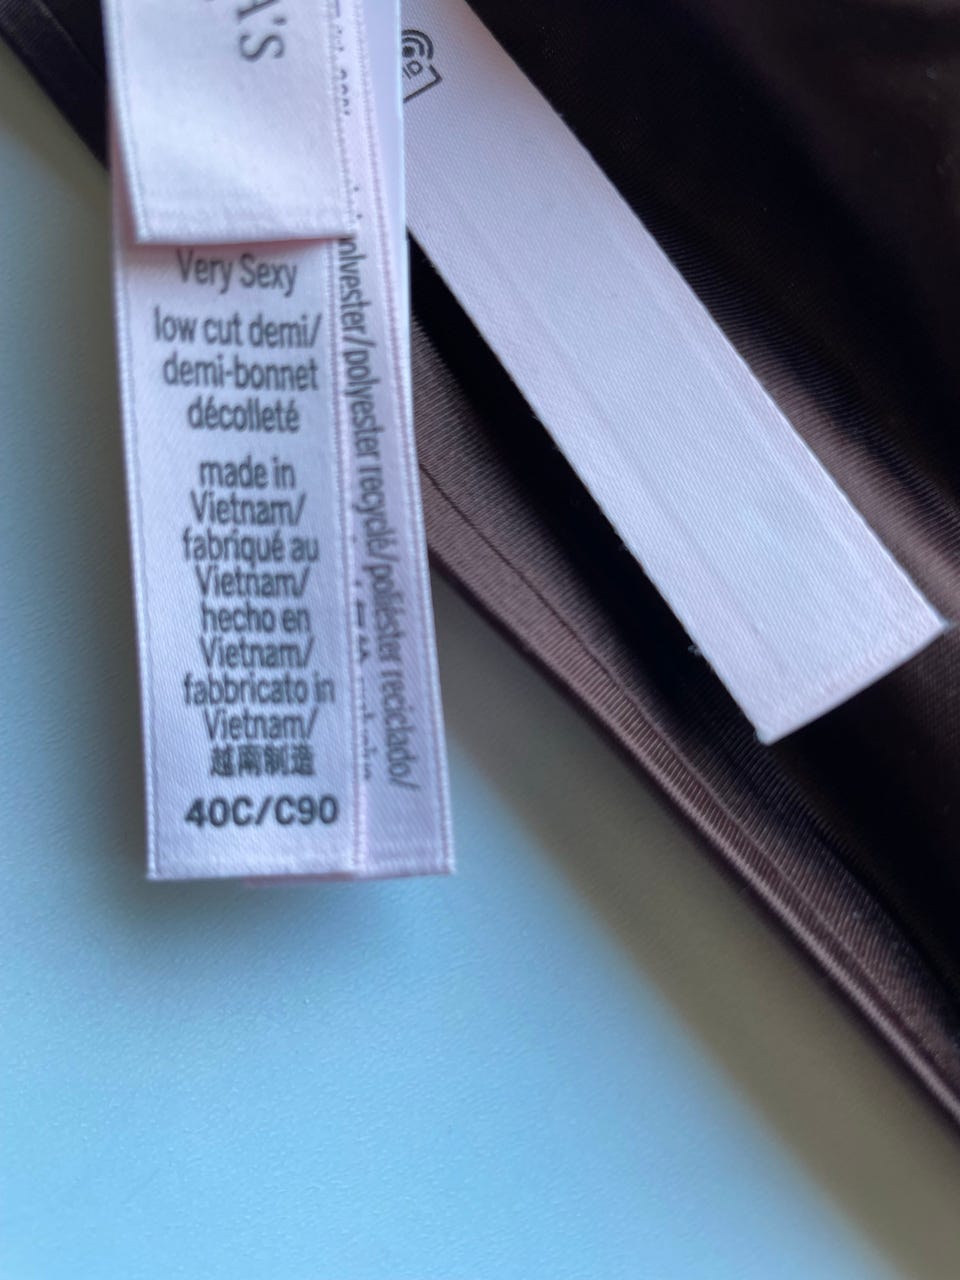 A'S
Very Sexy
low cut demi/
demi-bonnet
décolleté
made in
Vietnam/
fabriqué au
Vietnam/
hecho en
Vietnam/
fabbricato in
Vietnam/
越南制造
40C/C90
polyester/polyester recyclé/poliéster reciclado/